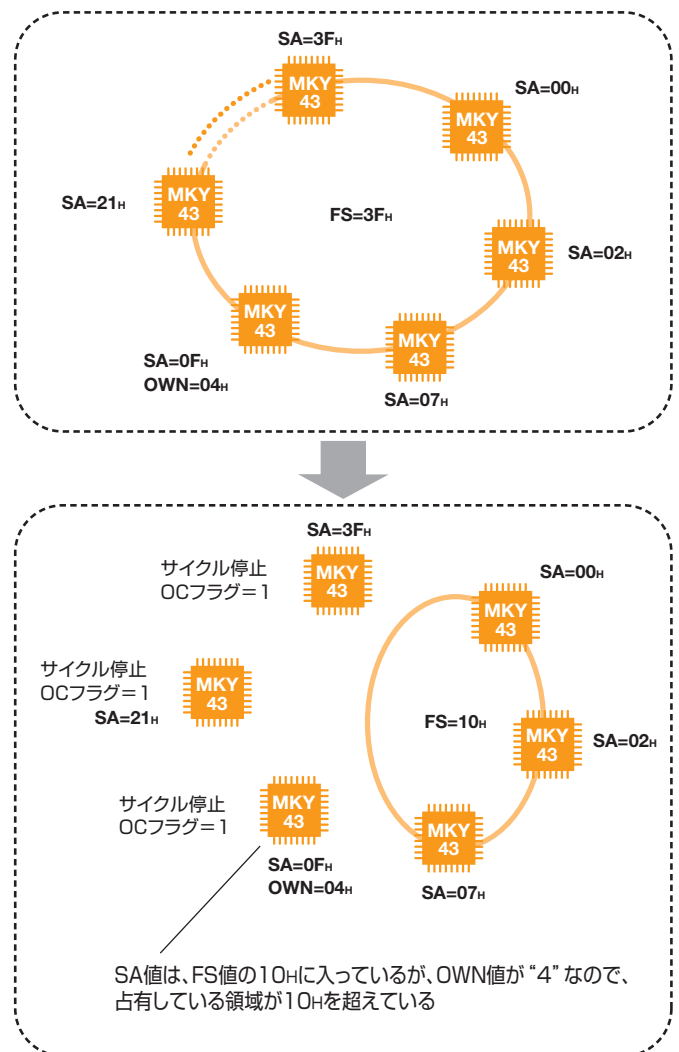 SA=3FH
MKY
43
SA=00H
MKY
43
SA=21H
MKY
43
FS=3FH
MKY
43
SA=02H
MKY
43
SA=0FH
OWN=04H
MKY
43
SA=07H
SA=3FH
サイクル停止
OCフラグ=1
MKY
43
SA=00H
MKY
43
サイクル停止
OCフラグ=1
SA=21H
MKY
43
FS=10H
MKY
43
SA=02H
サイクル停止
OCフラグ=1
MKY
43
SA=0FH
OWN=04H
MKY
43
SA=07H
SA値は、FS値の10Hに入っているが、OWN値が“4”なので、
占有している領域が10Hを超えている